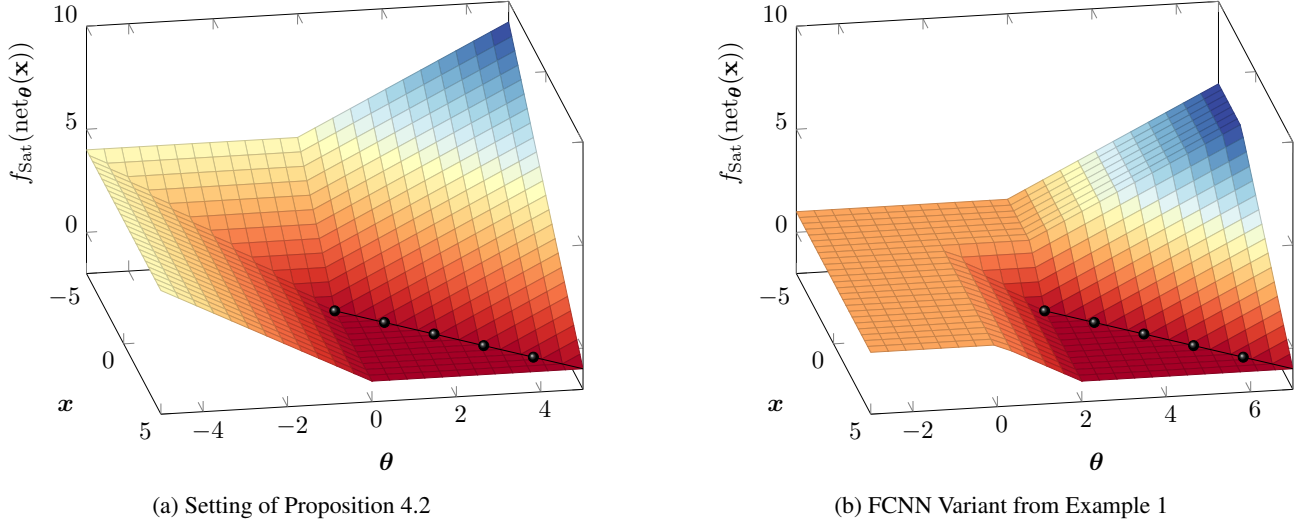 10
5
0
f_Sat(net_θ(x))
−5
0
5
x
−4
−2
0
2
4
θ
(a) Setting of Proposition 4.2
10
5
0
f_Sat(net_θ(x))
−5
0
5
x
−2
0
2
4
6
θ
(b) FCNN Variant from Example 1